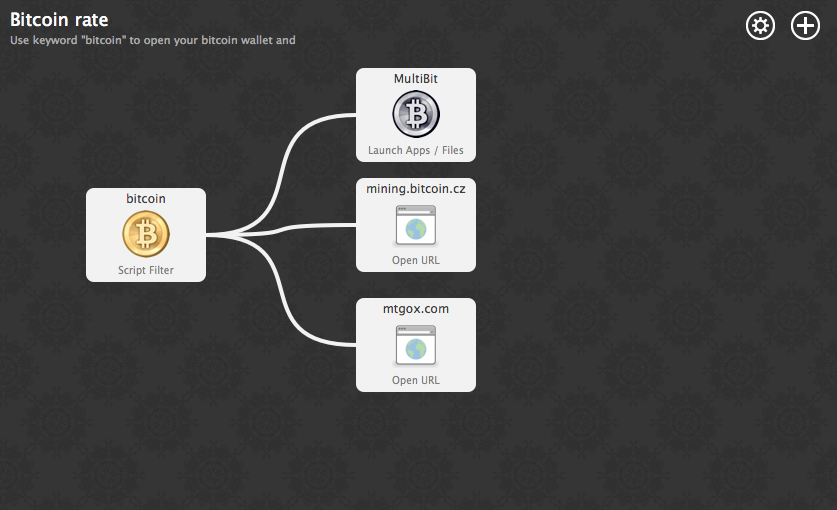 Bitcoin rate
Use keyword "bitcoin" to open your bitcoin wallet and
MultiBit
Launch Apps / Files
mining.bitcoin.cz
Open URL
bitcoin
Script Filter
mtgox.com
Open URL